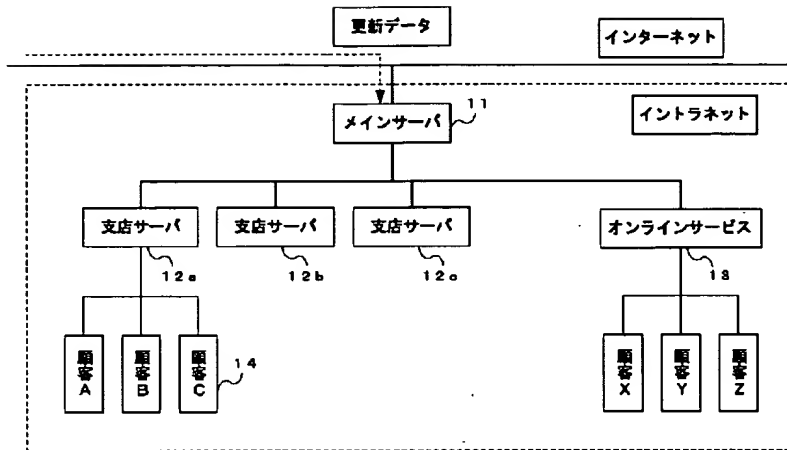 更新データ
インターネット
メインサーバ
11
イントラネット
支店サーバ
支店サーバ
支店サーバ
オンラインサービス
12a
12b
12c
13
顧客A
顧客B
顧客C
14
顧客X
顧客Y
顧客Z